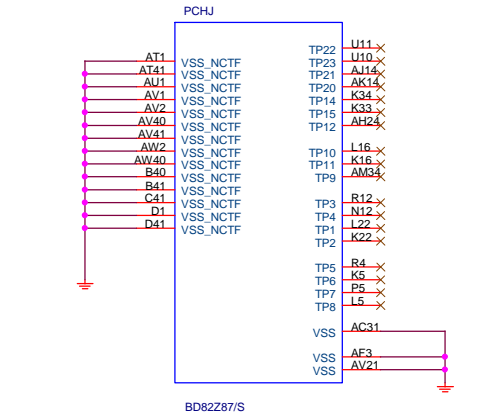 PCHJ
AT1 VSS_NCTF
AT41 VSS_NCTF
AU1 VSS_NCTF
AV1 VSS_NCTF
AV2 VSS_NCTF
AV40 VSS_NCTF
AV41 VSS_NCTF
AW2 VSS_NCTF
AW40 VSS_NCTF
B40 VSS_NCTF
B41 VSS_NCTF
C41 VSS_NCTF
D1 VSS_NCTF
D41 VSS_NCTF
TP22 U11
TP23 U10
TP21 AJ14
TP20 AK14
TP14 K34
TP15 K33
TP12 AH24
TP10 L16
TP11 K16
TP9 AM34
TP3 R12
TP4 N12
TP1 L22
TP2 K22
TP5 R4
TP6 K5
TP7 P5
TP8 L5
VSS AC31
VSS AF3
VSS AV21
BD82Z87/S